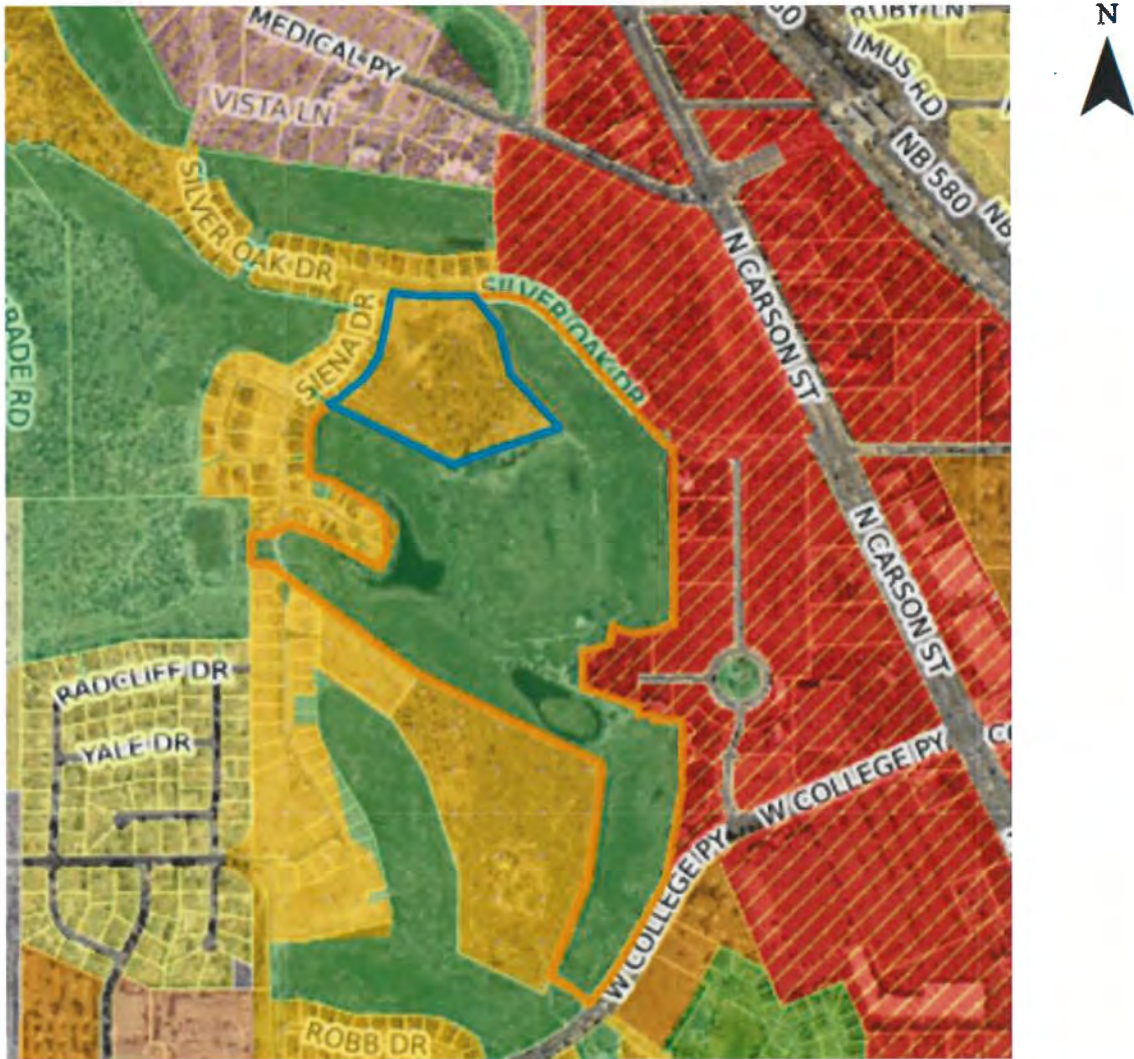 N
MEDICAL PY
RUBY LN
IMUS RD
VISTA LN
NB 580
NB
SILVER OAK DR
N CARSON ST
SILVER OAK DR
SIENA DR
N CARSON ST
RADCLIFF DR
YALE DR
W COLLEGE PY
W COLLEGE PY
ROBB DR